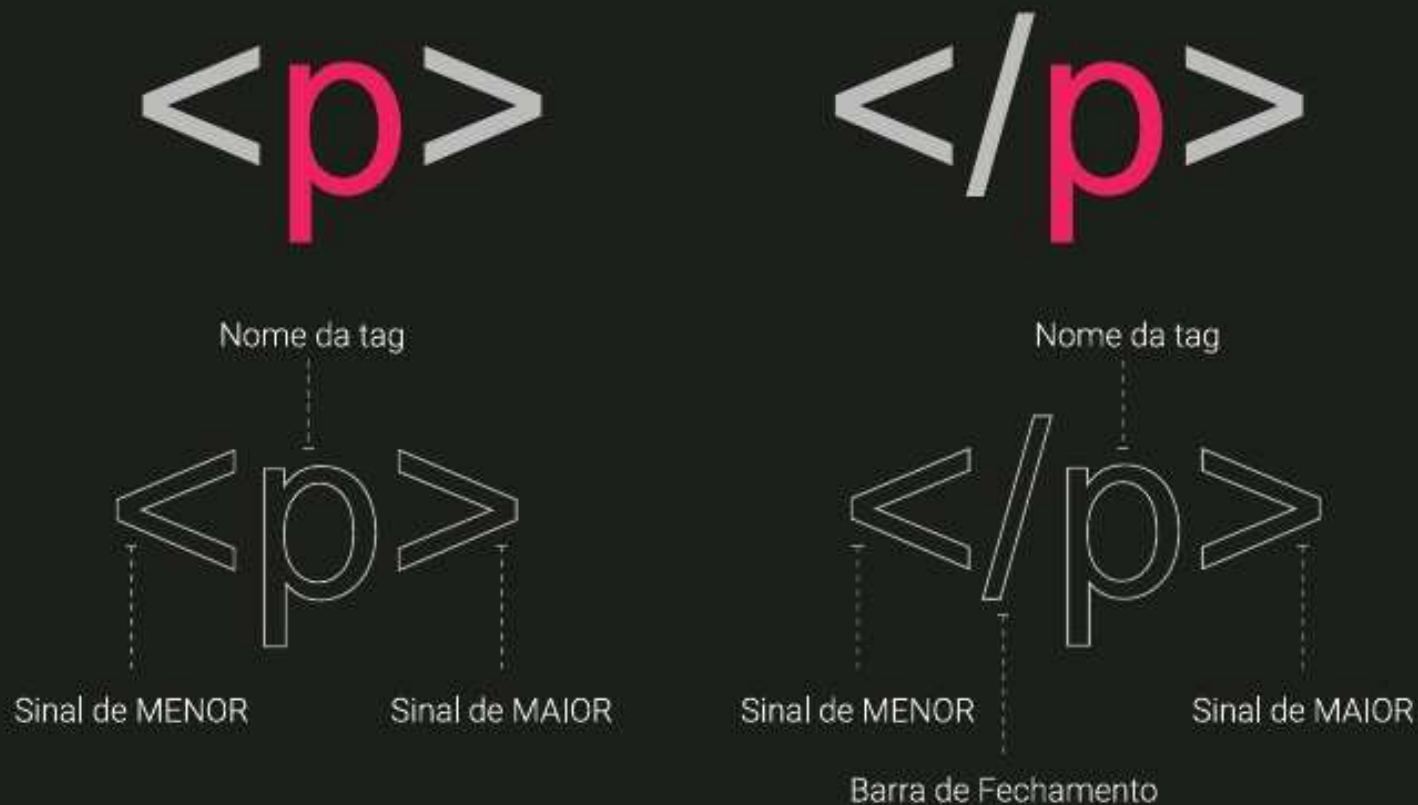 <p> </p>
Nome da tag Nome da tag
<p> </p>
Sinal de MENOR Sinal de MAIOR Sinal de MENOR Sinal de MAIOR
Barra de Fechamento